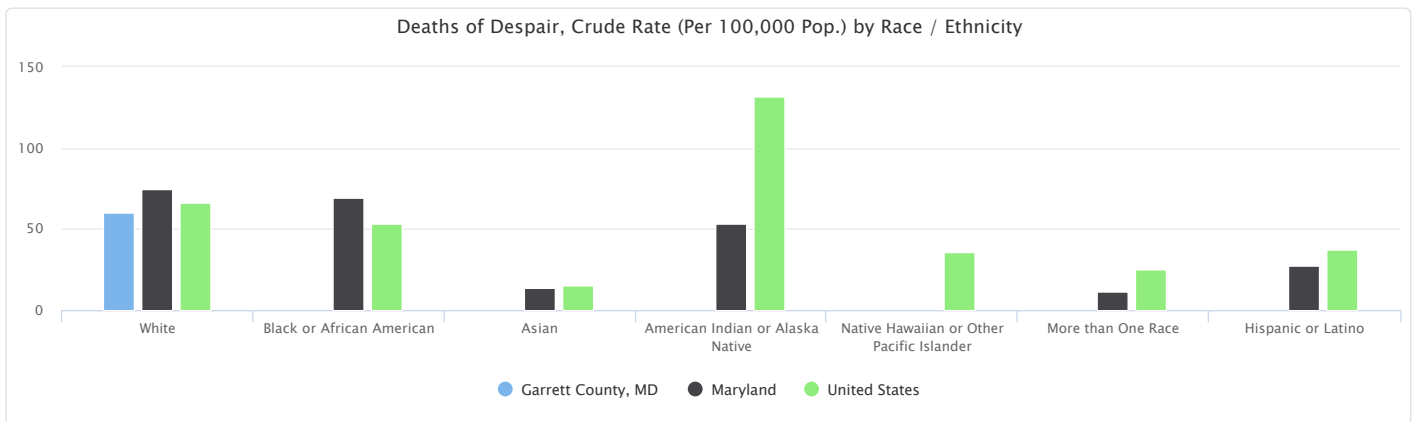 Deaths of Despair, Crude Rate (Per 100,000 Pop.) by Race / Ethnicity
150
100
50
0
White
Black or African American
Asian
American Indian or Alaska
Native
Native Hawaiian or Other
Pacific Islander
More than One Race
Hispanic or Latino
Garrett County, MD
Maryland
United States